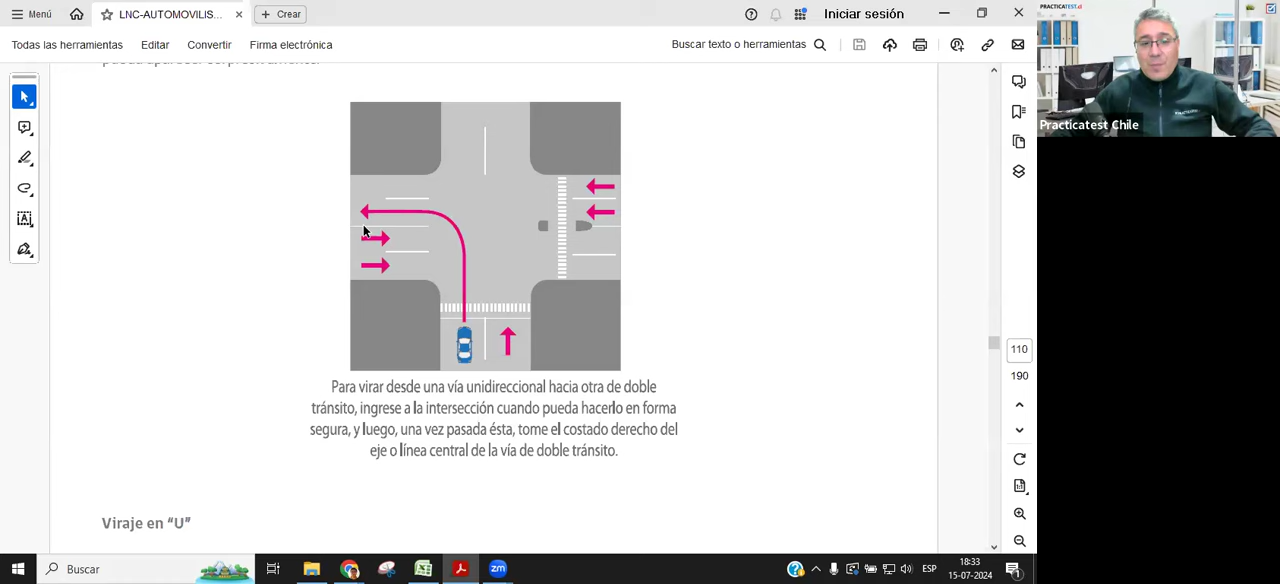 Menú
LNC-AUTOMOVILIS...
Crear
Iniciar sesión
Todas las herramientas
Editar
Convertir
Firma electrónica
Buscar texto o herramientas
PRACTICATEST.cl
Practicatest Chile
Para virar desde una vía unidireccional hacia otra de doble
tránsito, ingrese a la intersección cuando pueda hacerlo en forma
segura, y luego, una vez pasada ésta, tome el costado derecho del
eje o línea central de la vía de doble tránsito.
Viraje en “U”
110
190
Buscar
ESP
18:33
15-07-2024